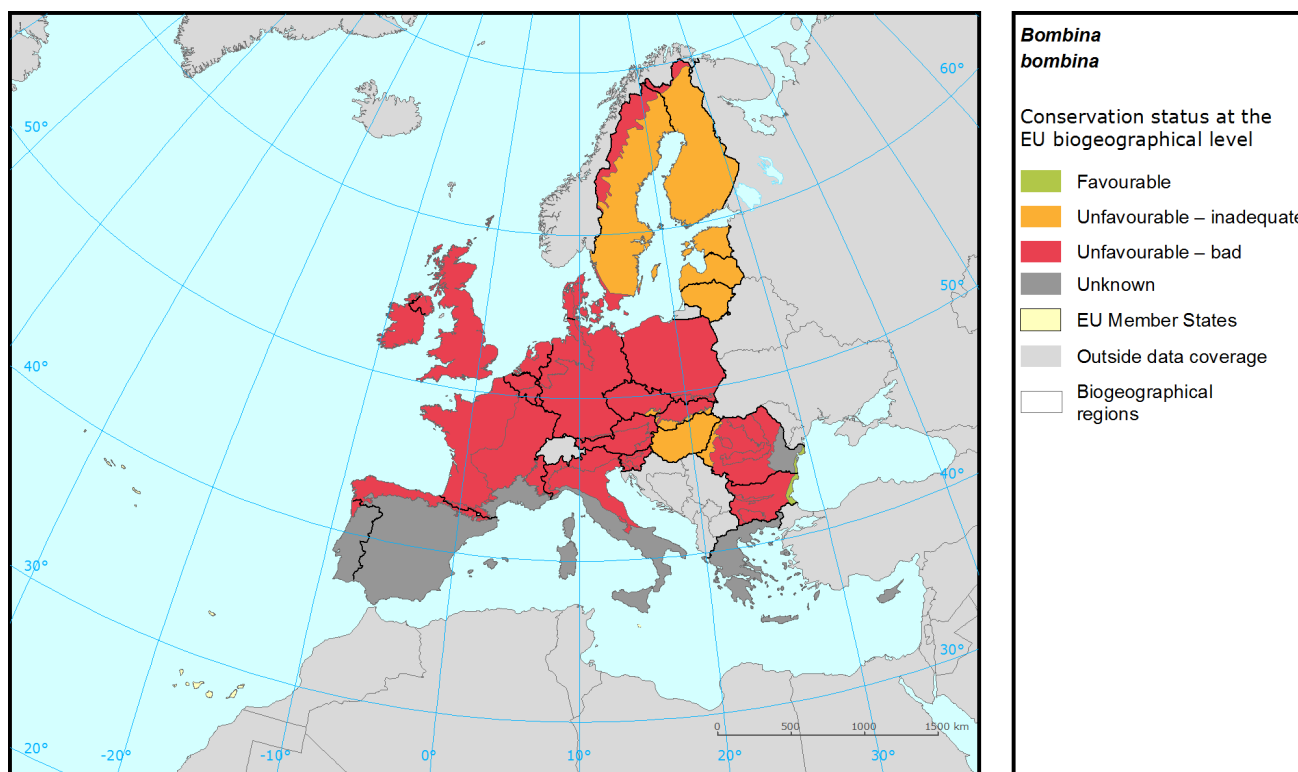 60°
50°
50°
40°
40°
30°
30°
20°
-20°
-10°
0°
10°
20°
30°
0 500 1000 1500 km
Bombina
bombina
Conservation status at the
EU biogeographical level
Favourable
Unfavourable – inadequate
Unfavourable – bad
Unknown
EU Member States
Outside data coverage
Biogeographical
regions